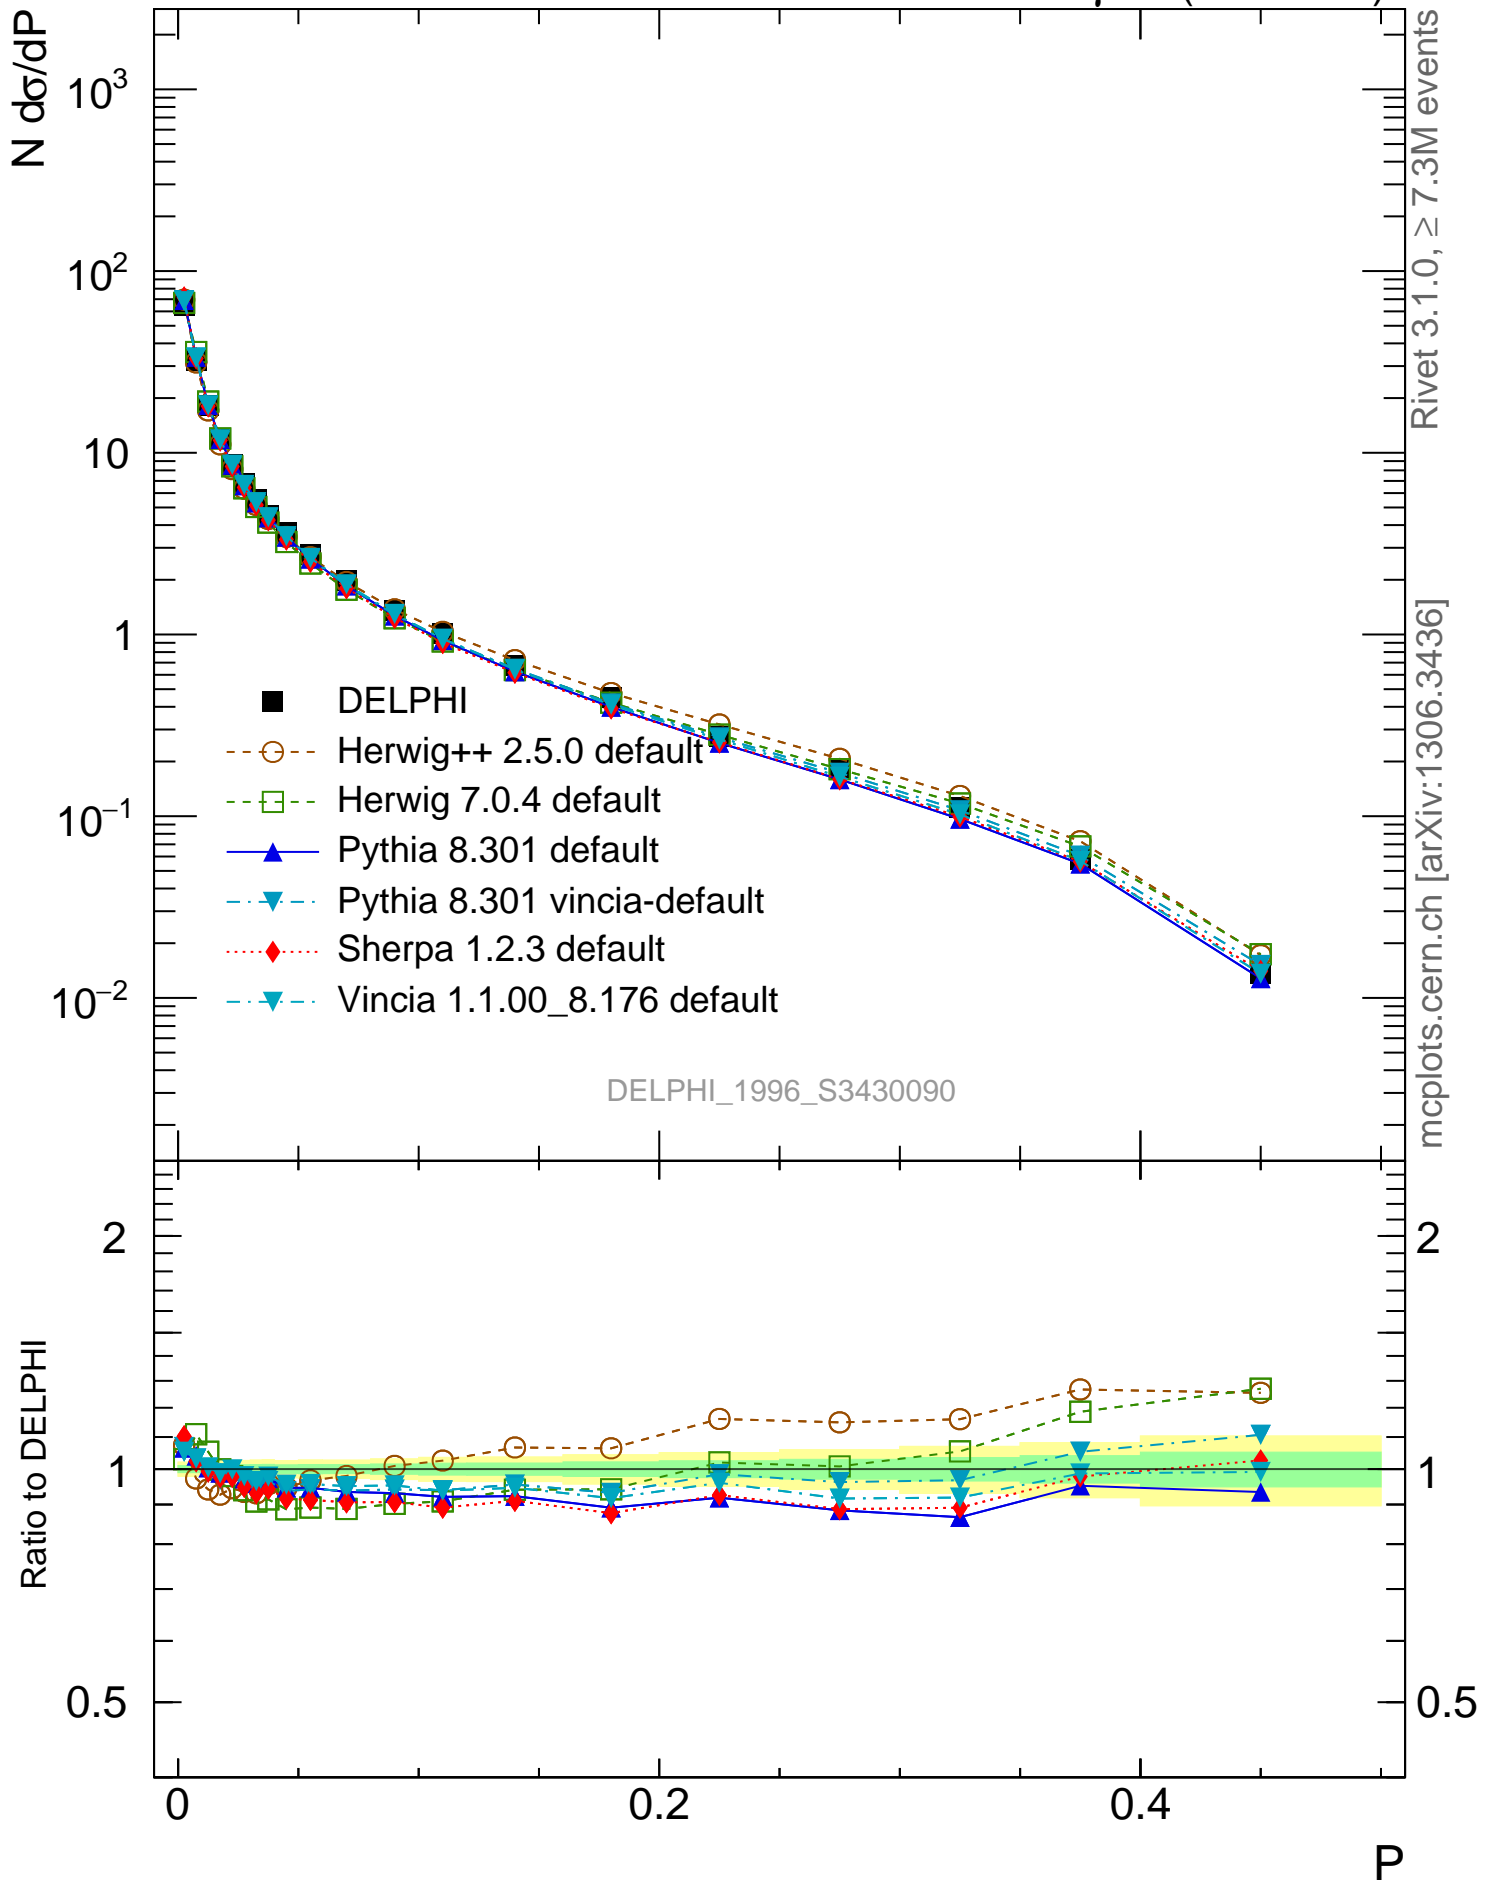 N dσ/dP
10³
10²
10
1
10⁻¹
10⁻²
DELPHI
Herwig++ 2.5.0 default
Herwig 7.0.4 default
Pythia 8.301 default
Pythia 8.301 vincia-default
Sherpa 1.2.3 default
Vincia 1.1.00_8.176 default
DELPHI_1996_S3430090
Rivet 3.1.0, ≥ 7.3M events
mcplots.cern.ch [arXiv:1306.3436]
Ratio to DELPHI
2
1
0.5
2
1
0.5
0
0.2
0.4
P